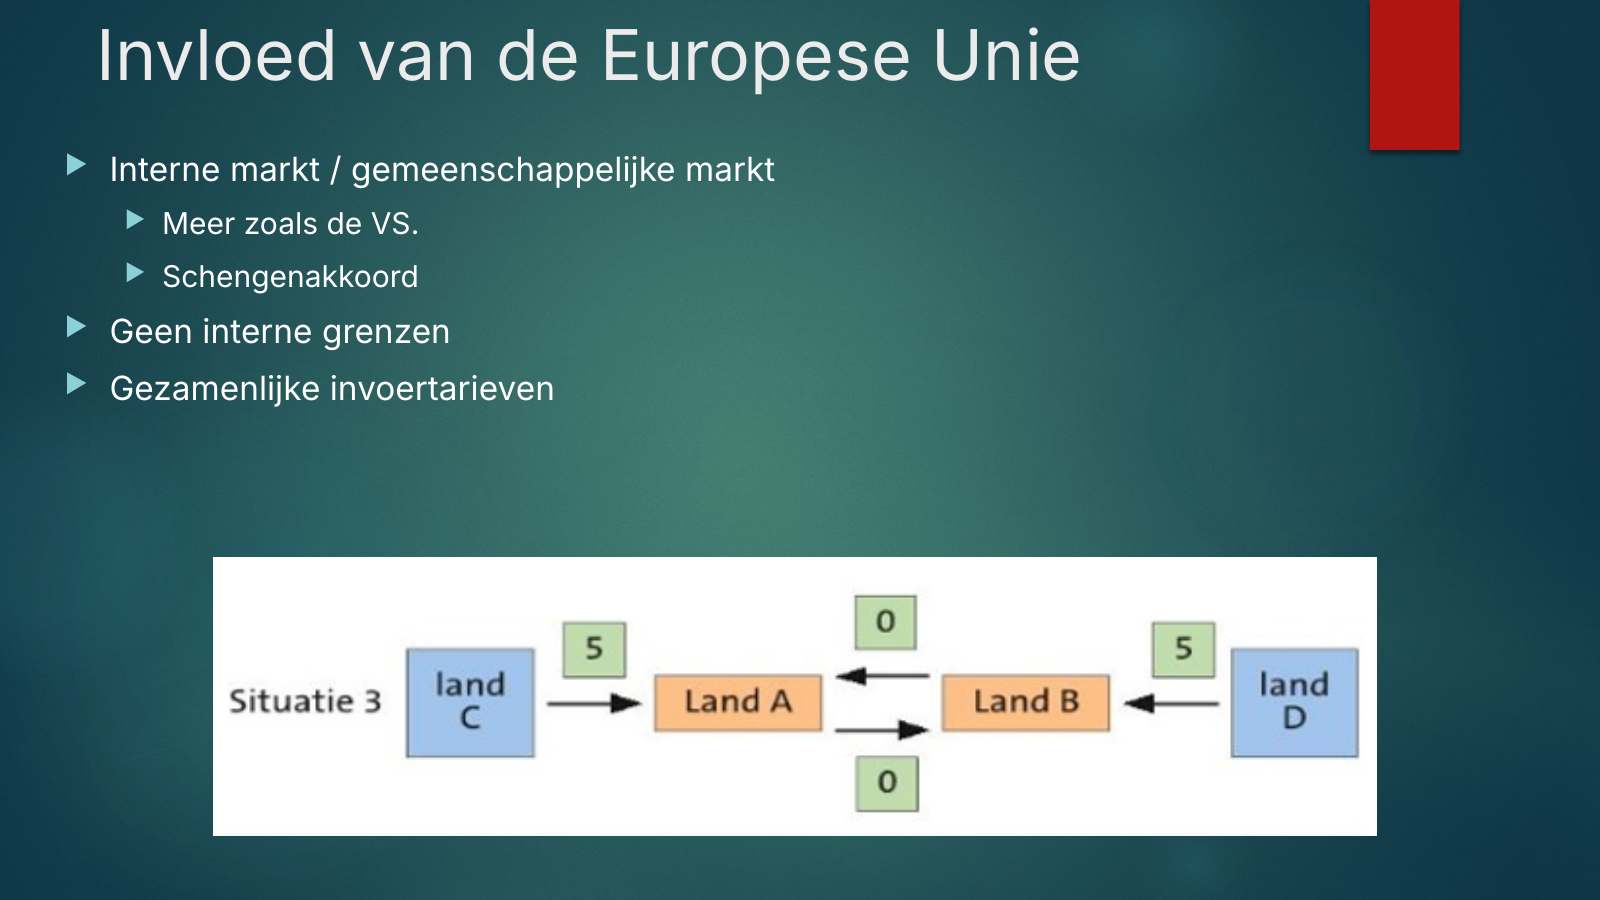 Invloed van de Europese Unie
Interne markt / gemeenschappelijke markt
Meer zoals de VS.
Schengenakkoord
Geen interne grenzen
Gezamenlijke invoertarieven
Situatie 3
land
C
5
Land A
0
0
Land B
5
land
D